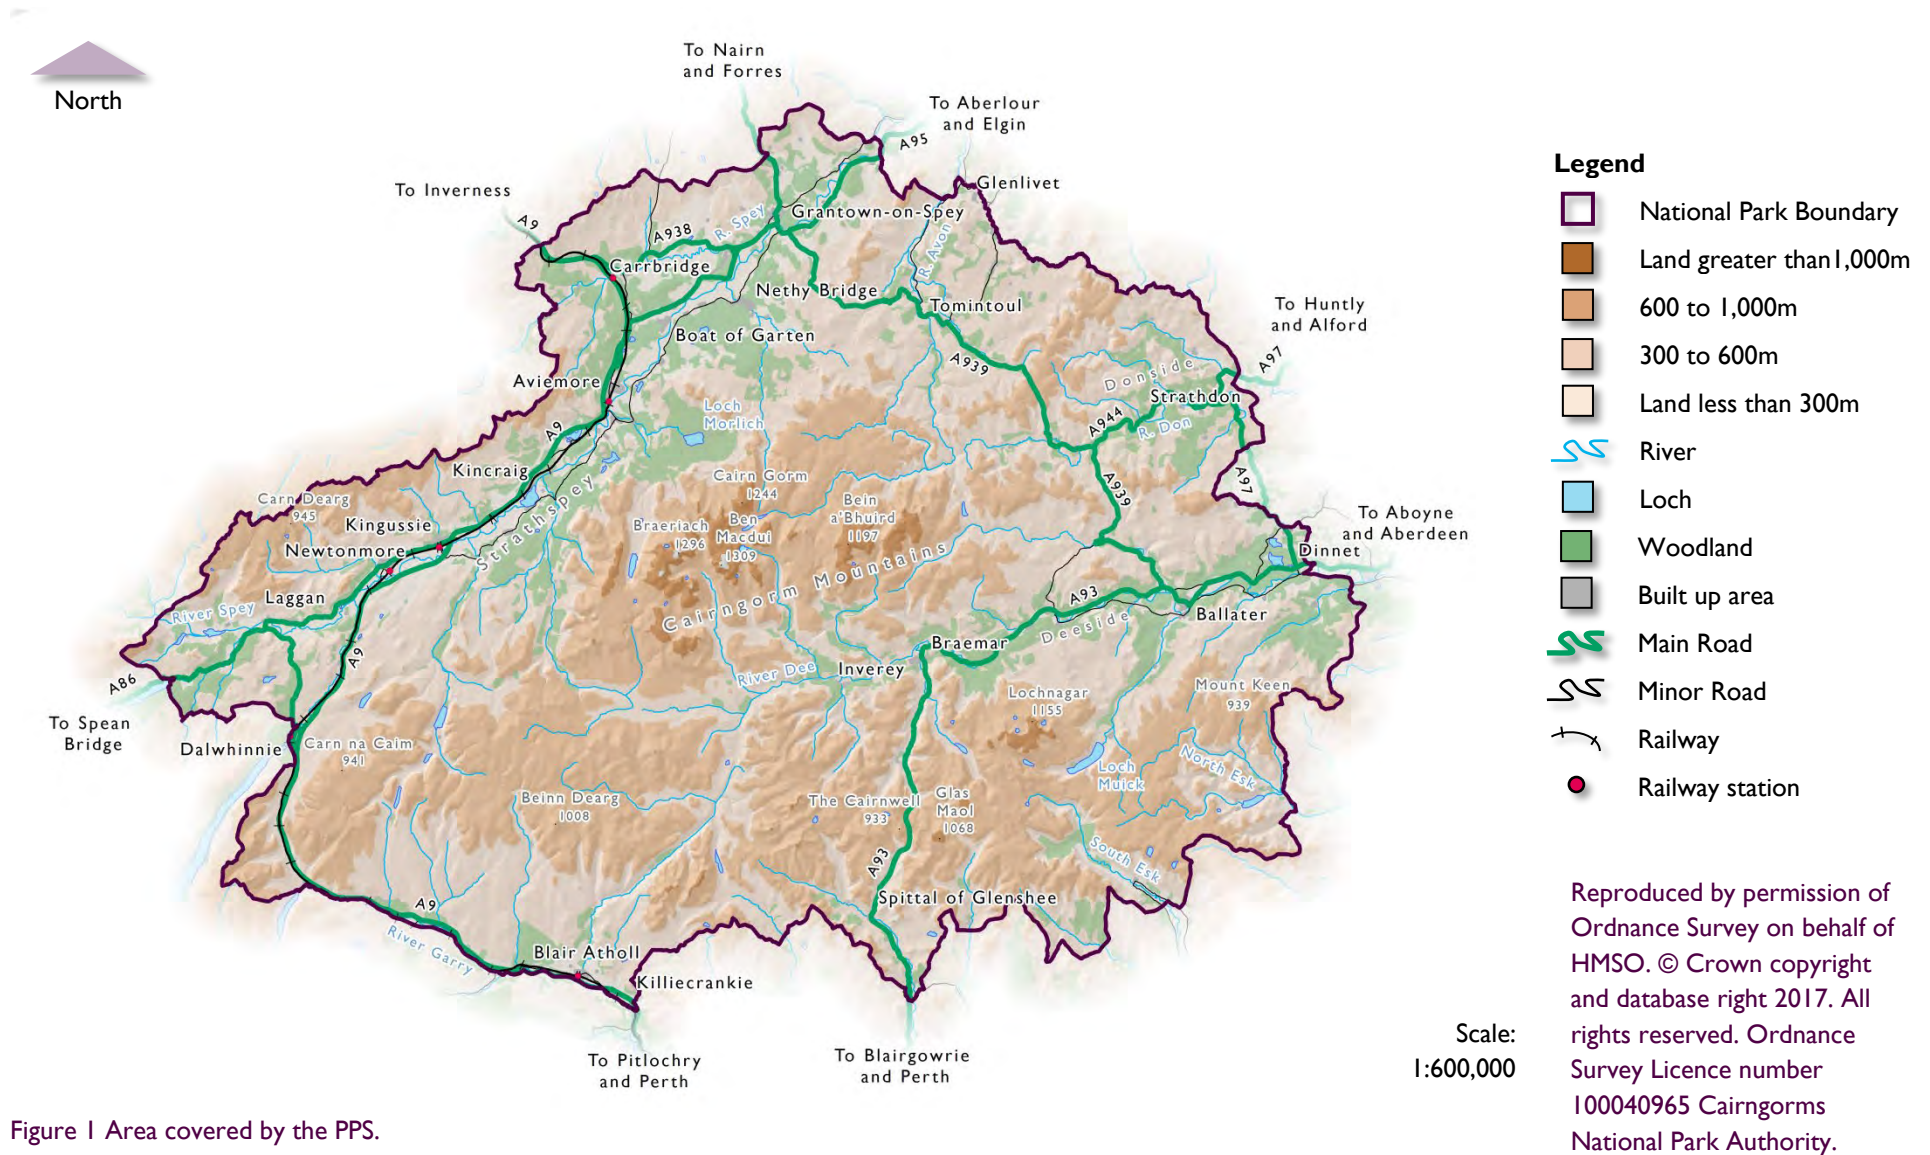 North
To Nairn
and Forres
To Aberlour
and Elgin
A95
To Inverness
A9
Glenlivet
Grantown-on-Spey
A938
R. Spey
R. Avon
Carrbridge
Nethy Bridge
Tomintoul
To Huntly
and Alford
Boat of Garten
A939
A97
Donside
Aviemore
Strathdon
Loch
Morlich
A944
R. Don
A9
Kincraig
Strathspey
Cairn Gorm
1244
A939
A97
Carn Dearg
945
Bein
a'Bhuird
1197
Kingussie
Braeriach
1296
Ben
Macdui
1309
To Aboyne
and Aberdeen
Newtonmore
Dinnet
Cairngorm Mountains
Laggan
River Spey
A93
Ballater
Deeside
Braemar
A9
Inverey
River Dee
A86
Lochnagar
1155
Mount Keen
939
To Spean
Bridge
Dalwhinnie
Carn na Caim
941
Loch
Muick
North Esk
Beinn Dearg
1008
The Cairnwell
933
Glas
Maol
1068
South Esk
A93
Spittal of Glenshee
A9
River Garry
Blair Atholl
Killiecrankie
To Pitlochry
and Perth
To Blairgowrie
and Perth
Legend
National Park Boundary
Land greater than1,000m
600 to 1,000m
300 to 600m
Land less than 300m
River
Loch
Woodland
Built up area
Main Road
Minor Road
Railway
Railway station
Reproduced by permission of
Ordnance Survey on behalf of
HMSO. © Crown copyright
and database right 2017. All
rights reserved. Ordnance
Survey Licence number
100040965 Cairngorms
National Park Authority.
Scale:
1:600,000
Figure 1 Area covered by the PPS.